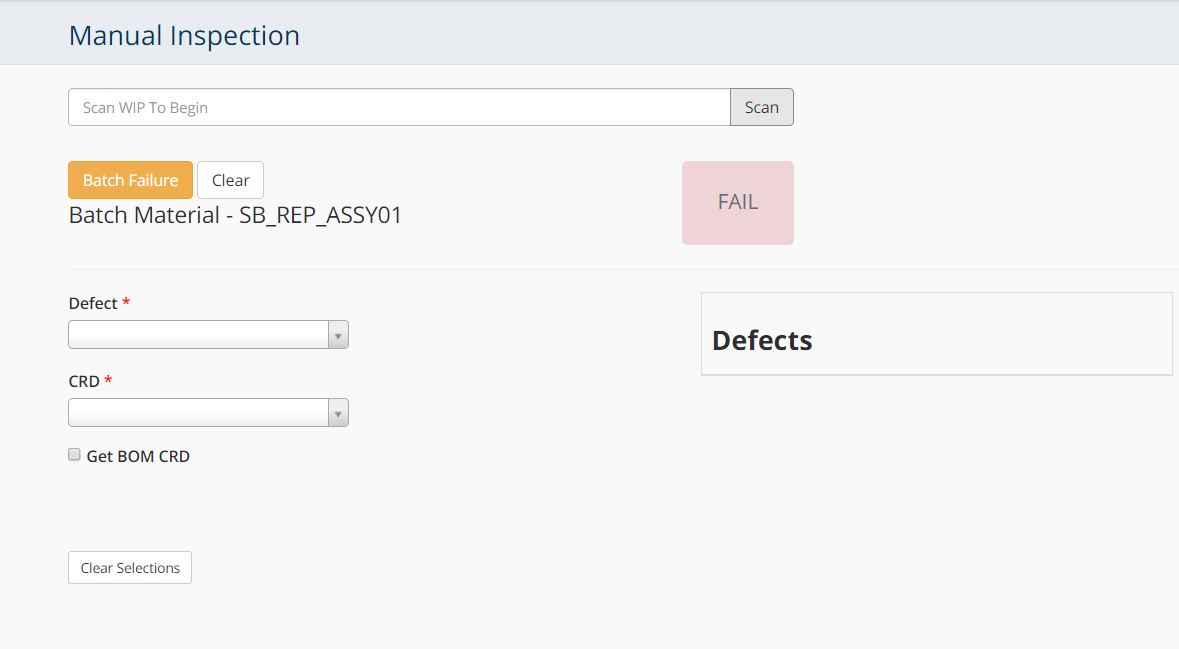 Manual Inspection
Scan WIP To Begin
Scan
Batch Failure
Clear
Batch Material - SB_REP_ASSY01
FAIL
Defect *
Defects
CRD *
Get BOM CRD
Clear Selections